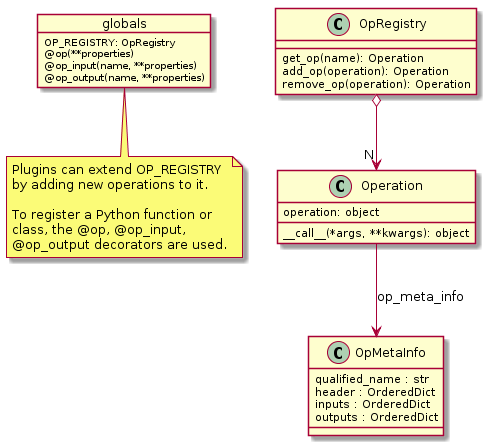 globals
OP_REGISTRY: OpRegistry
@op(**properties)
@op_input(name, **properties)
@op_output(name, **properties)
Plugins can extend OP_REGISTRY
by adding new operations to it.
To register a Python function or
class, the @op, @op_input,
@op_output decorators are used.
C OpRegistry
get_op(name): Operation
add_op(operation): Operation
remove_op(operation): Operation
N
C Operation
operation: object
__call__(*args, **kwargs): object
op_meta_info
C OpMetaInfo
qualified_name : str
header : OrderedDict
inputs : OrderedDict
outputs : OrderedDict